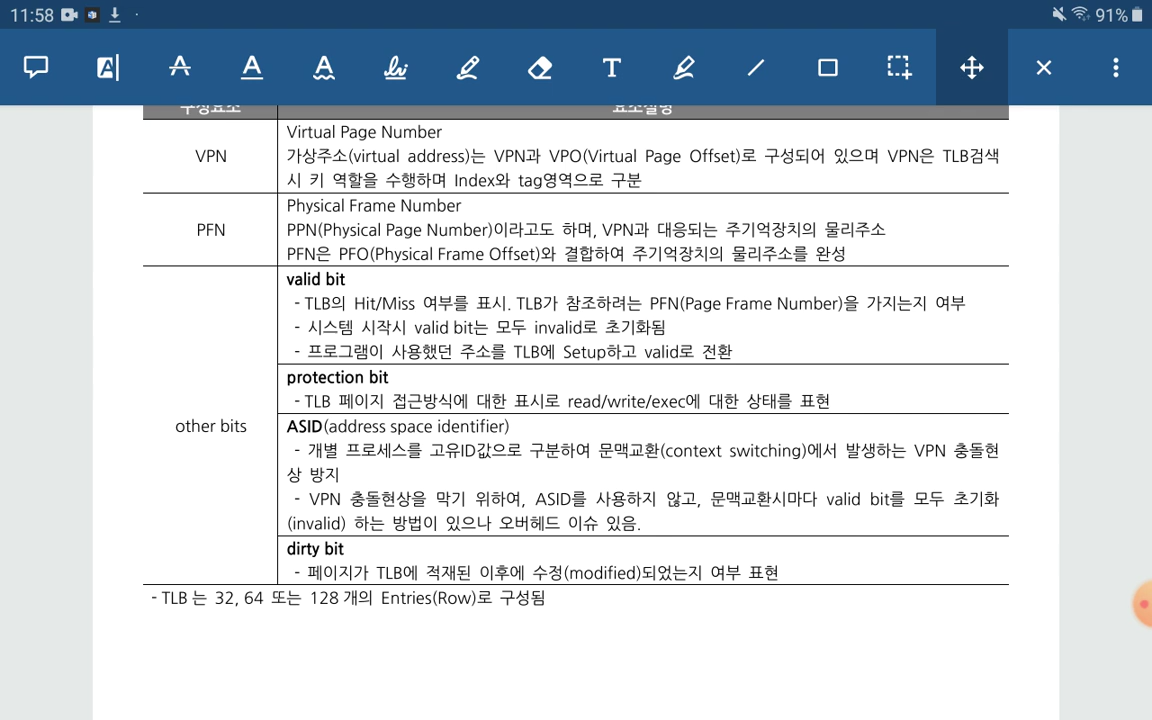 11:58
91%
구성요소 요소설명
VPN
Virtual Page Number
가상주소(virtual address)는 VPN과 VPO(Virtual Page Offset)로 구성되어 있으며 VPN은 TLB검색
시 키 역할을 수행하며 Index와 tag영역으로 구분
PFN
Physical Frame Number
PPN(Physical Page Number)이라고도 하며, VPN과 대응되는 주기억장치의 물리주소
PFN은 PFO(Physical Frame Offset)와 결합하여 주기억장치의 물리주소를 완성
other bits
valid bit
- TLB의 Hit/Miss 여부를 표시. TLB가 참조하려는 PFN(Page Frame Number)을 가지는지 여부
- 시스템 시작시 valid bit는 모두 invalid로 초기화됨
- 프로그램이 사용했던 주소를 TLB에 Setup하고 valid로 전환
protection bit
- TLB 페이지 접근방식에 대한 표시로 read/write/exec에 대한 상태를 표현
ASID(address space identifier)
- 개별 프로세스를 고유ID값으로 구분하여 문맥교환(context switching)에서 발생하는 VPN 충돌현
상 방지
- VPN 충돌현상을 막기 위하여, ASID를 사용하지 않고, 문맥교환시마다 valid bit를 모두 초기화
(invalid) 하는 방법이 있으나 오버헤드 이슈 있음.
dirty bit
- 페이지가 TLB에 적재된 이후에 수정(modified)되었는지 여부 표현
- TLB 는 32, 64 또는 128 개의 Entries(Row)로 구성됨